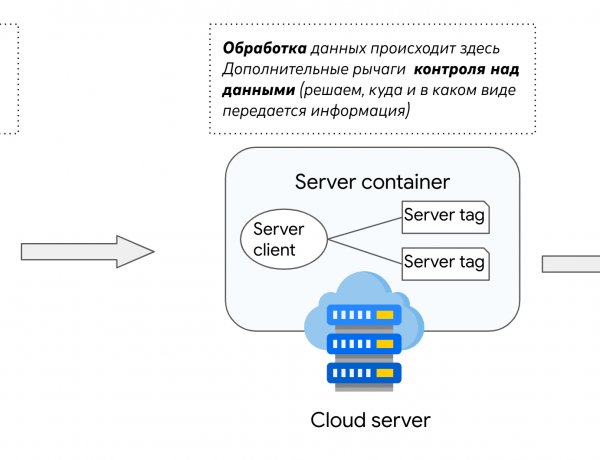 Обработка данных происходит здесь
Дополнительные рычаги контроля над
данными (решаем, куда и в каком виде
передается информация)
Server container
Server
client
Server tag
Server tag
Cloud server